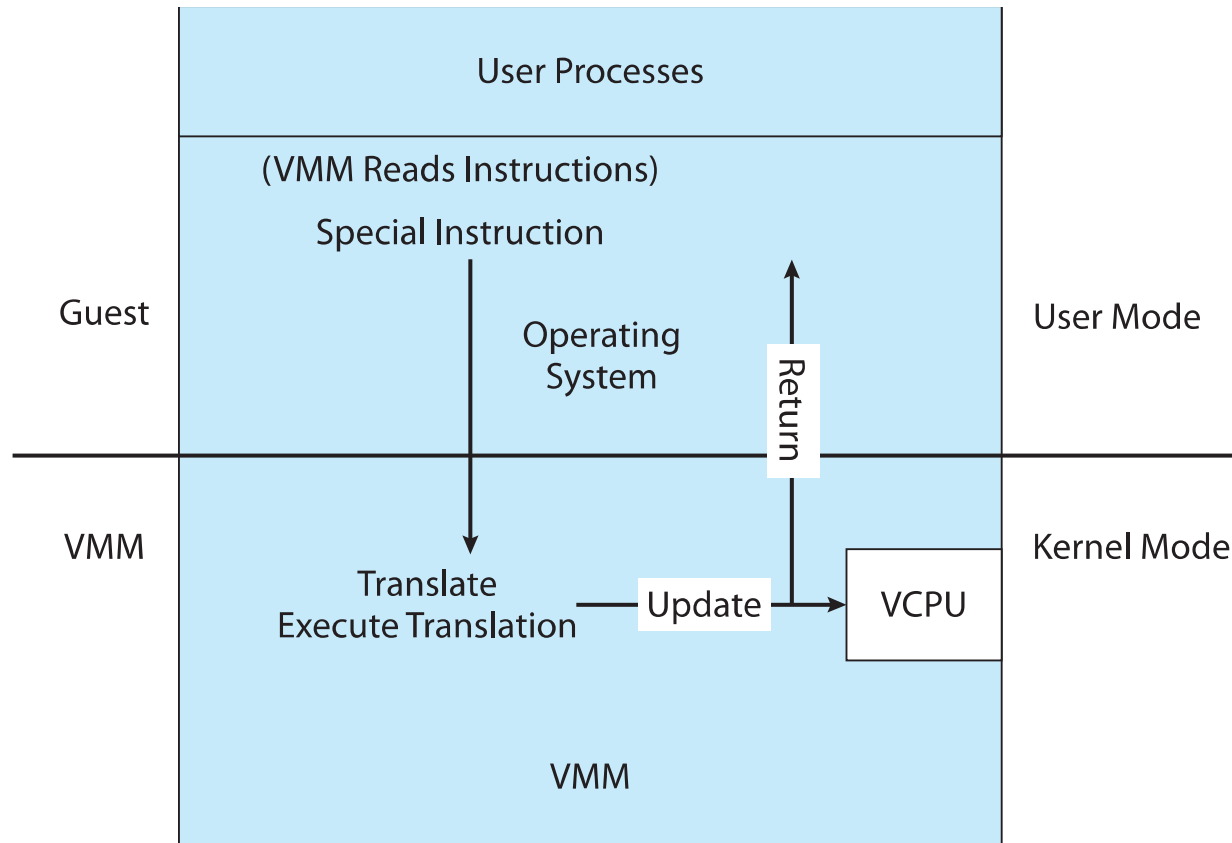 User Processes
(VMM Reads Instructions)
Special Instruction
Guest
User Mode
Operating
System
Return
VMM
Kernel Mode
Translate
Execute Translation
Update
VCPU
VMM